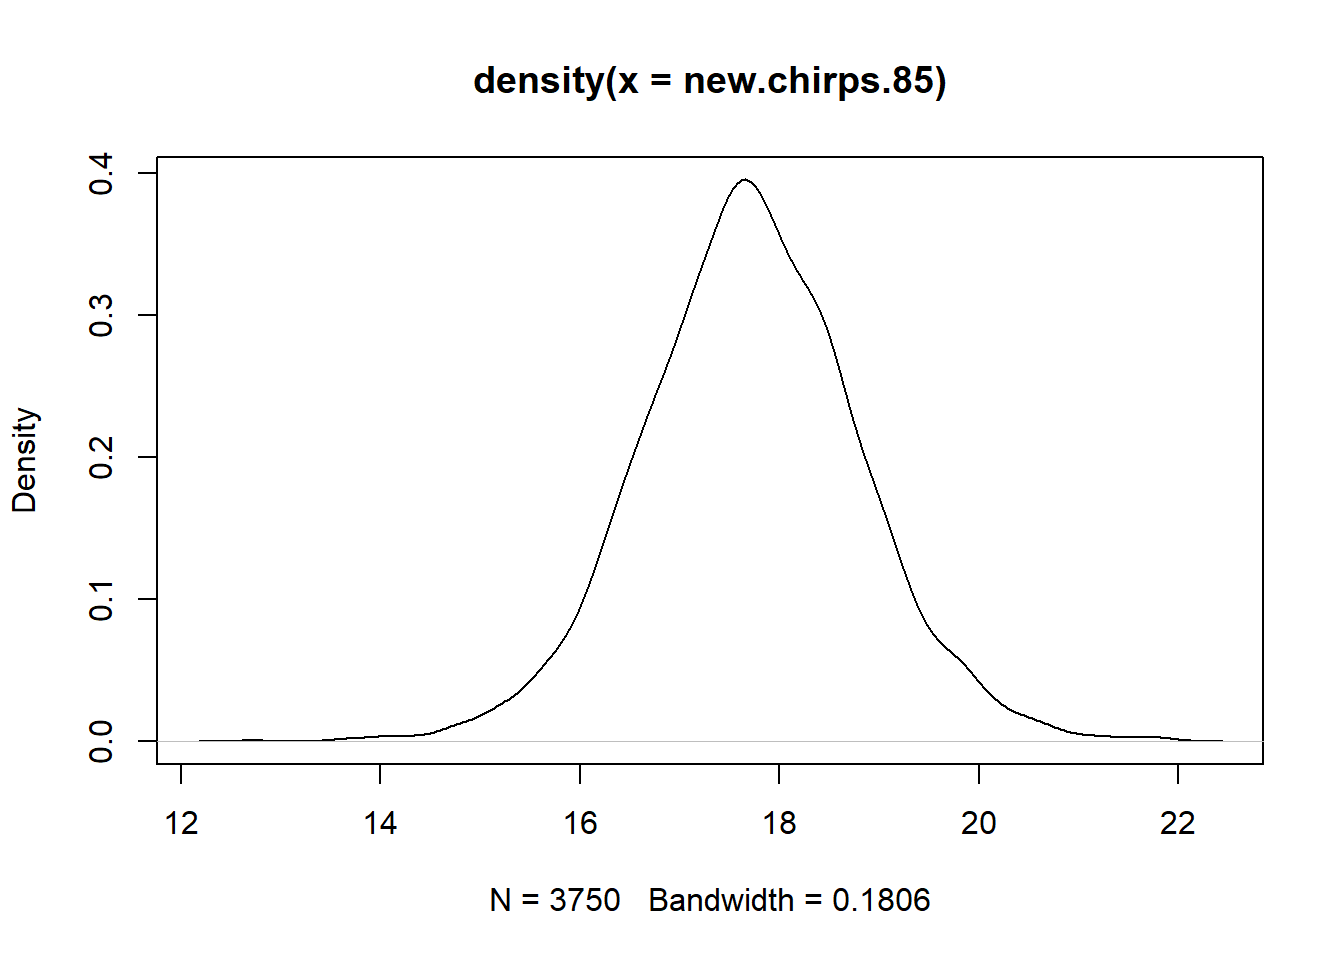 density(x = new.chirps.85)
0.4
0.3
0.2
0.1
0.0
Density
12 14 16 18 20 22
N = 3750 Bandwidth = 0.1806